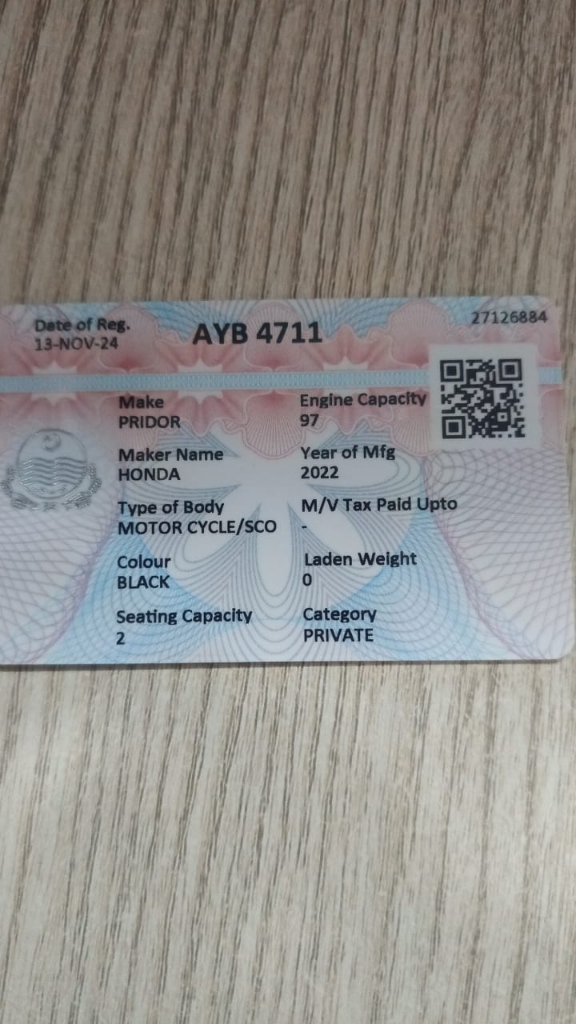 Date of Reg.
13-NOV-24
AYB 4711
27126884
Make
PRIDOR
Engine Capacity
97
Maker Name
HONDA
Year of Mfg
2022
Type of Body
MOTOR CYCLE/SCO
M/V Tax Paid Upto
-
Colour
BLACK
Laden Weight
0
Seating Capacity
2
Category
PRIVATE